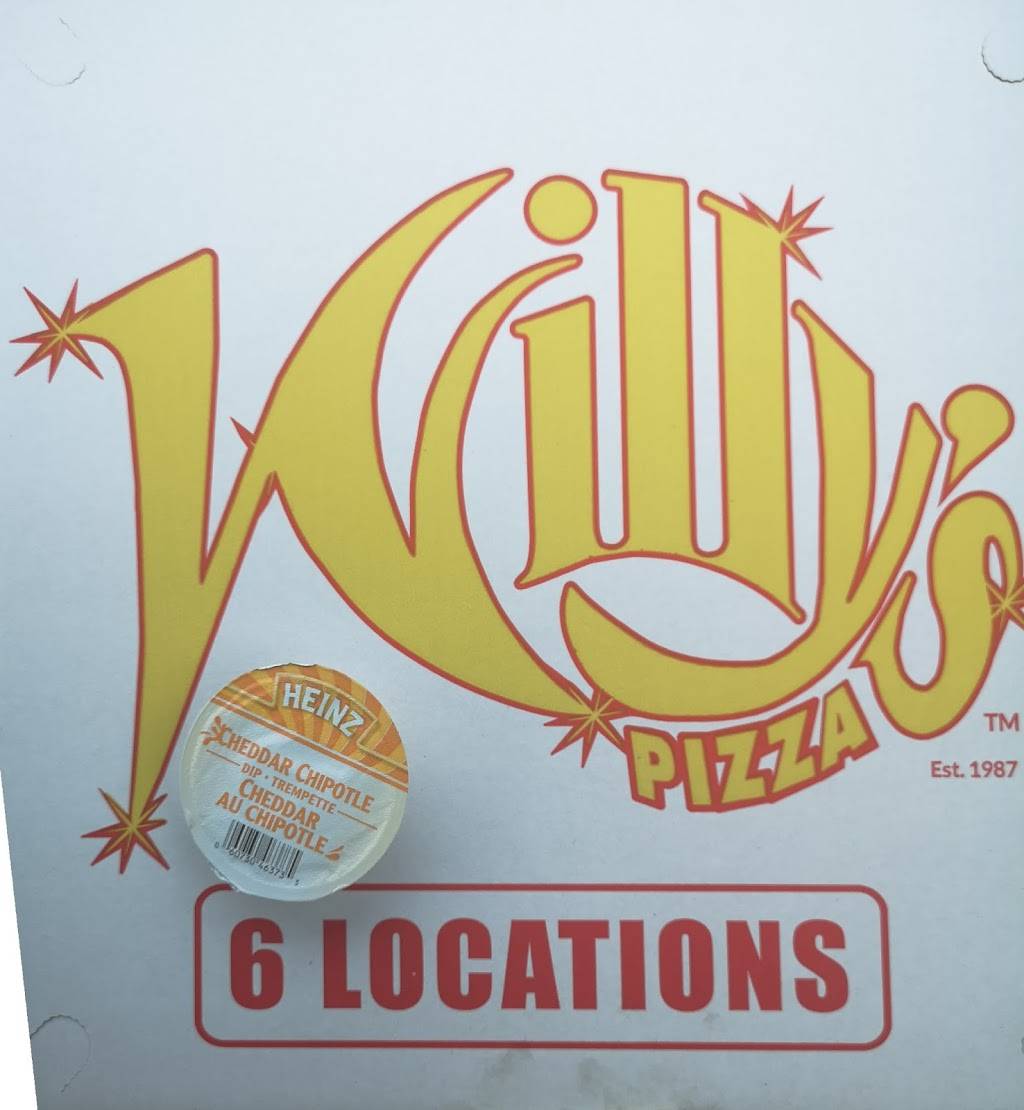 Willy's
PIZZA
TM
Est. 1987
HEINZ
CHEDDAR CHIPOTLE
DIP · TREMPETTE
CHEDDAR
AU CHIPOTLE
6 LOCATIONS